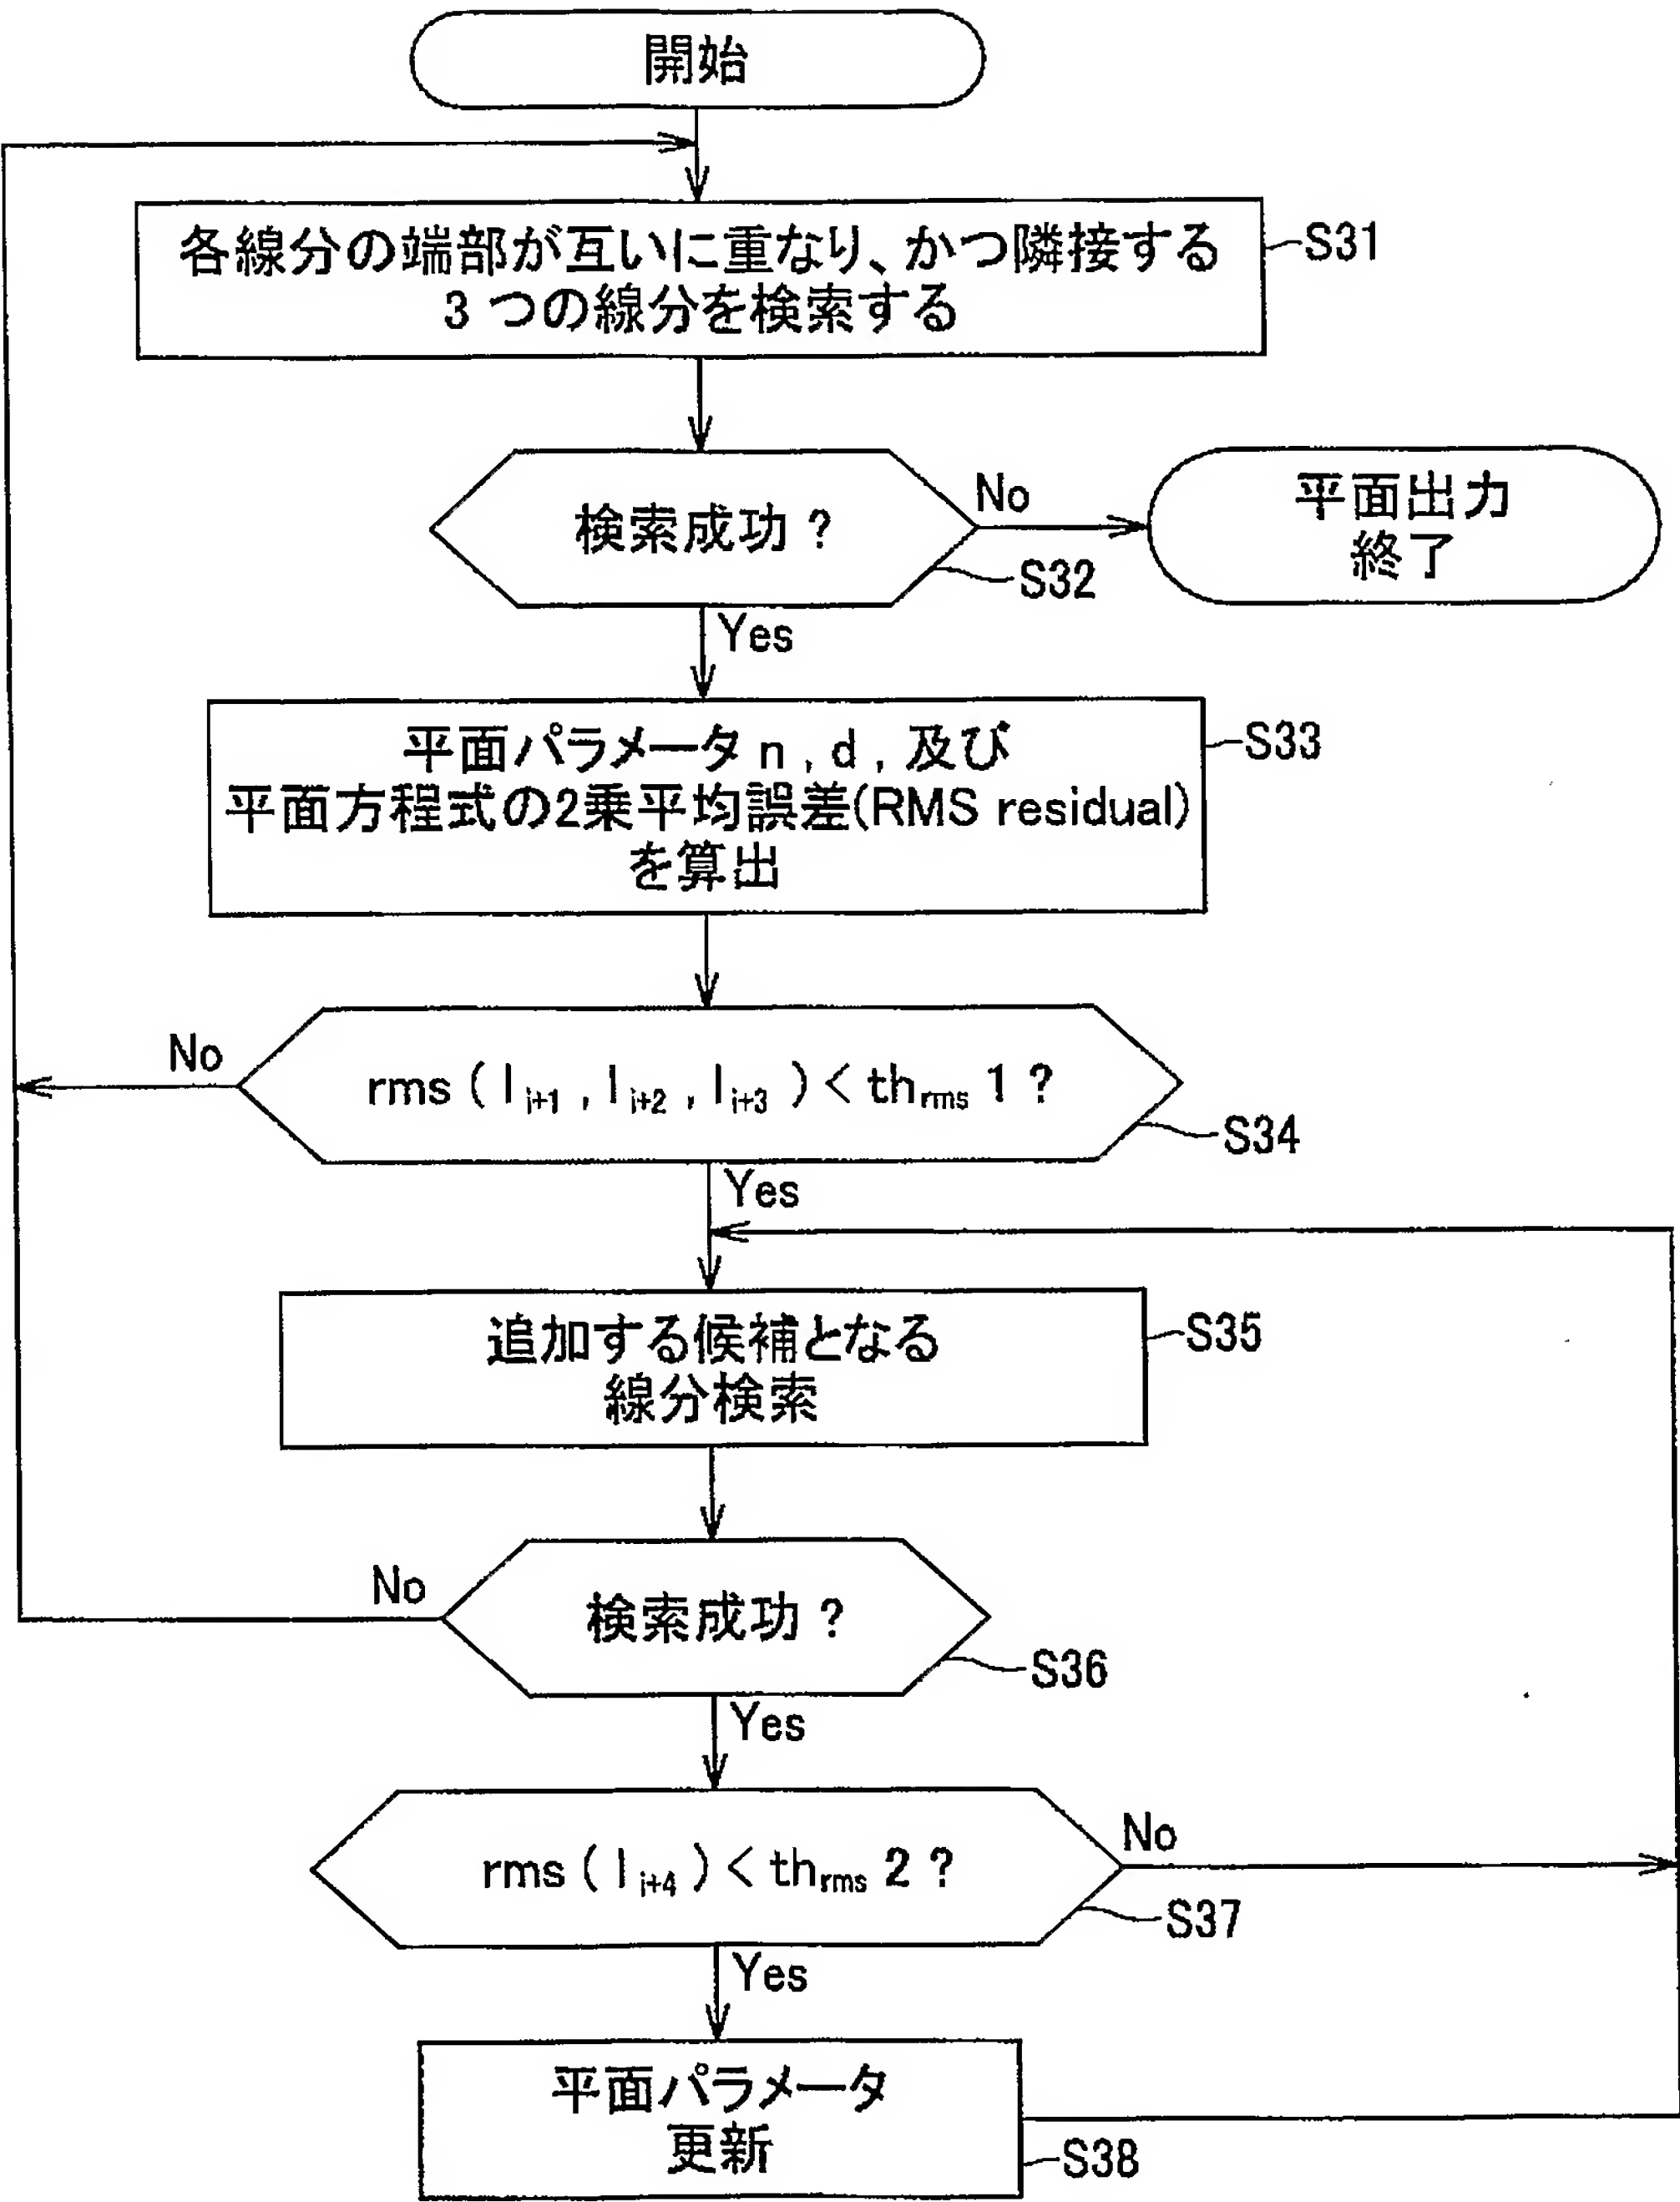 開始
各線分の端部が互いに重なり、かつ隣接する
3 つの線分を検索する
S31
検索成功 ?
No
S32
平面出力
終了
Yes
平面パラメータ n , d , 及び
平面方程式の2乗平均誤差(RMS residual)
を算出
S33
No
rms ( l i+1 , l i+2 , l i+3 ) < th rms 1 ?
S34
Yes
追加する候補となる
線分検索
S35
No
検索成功 ?
S36
Yes
rms ( l i+4 ) < th rms 2 ?
No
S37
Yes
平面パラメータ
更新
S38